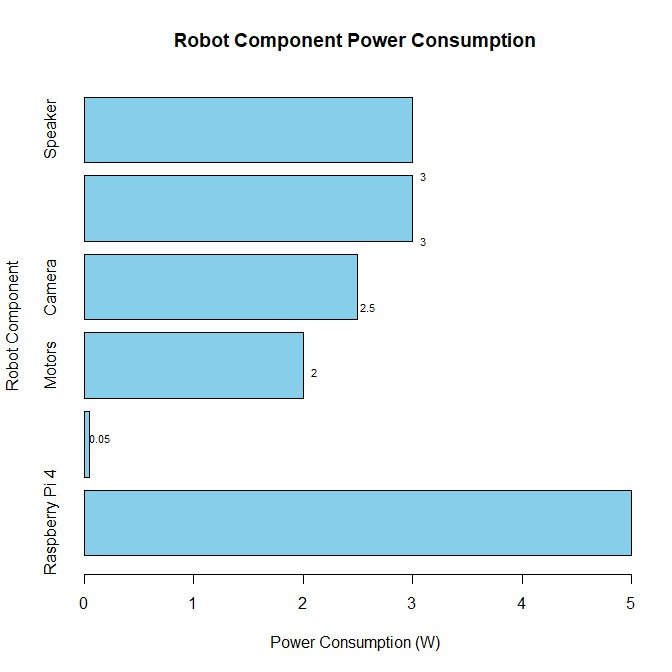 Robot Component Power Consumption
Speaker
3
3
Camera
2.5
Motors
2
0.05
Raspberry Pi 4
Robot Component
0 1 2 3 4 5
Power Consumption (W)